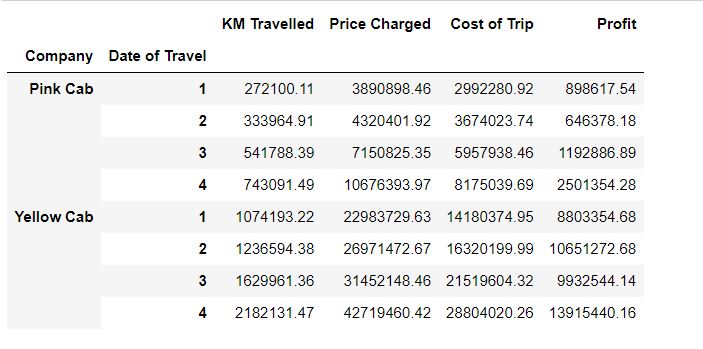 KM Travelled Price Charged Cost of Trip Profit
Company Date of Travel
Pink Cab 1 272100.11 3890898.46 2992280.92 898617.54
2 333964.91 4320401.92 3674023.74 646378.18
3 541788.39 7150825.35 5957938.46 1192886.89
4 743091.49 10676393.97 8175039.69 2501354.28
Yellow Cab 1 1074193.22 22983729.63 14180374.95 8803354.68
2 1236594.38 26971472.67 16320199.99 10651272.68
3 1629961.36 31452148.46 21519604.32 9932544.14
4 2182131.47 42719460.42 28804020.26 13915440.16